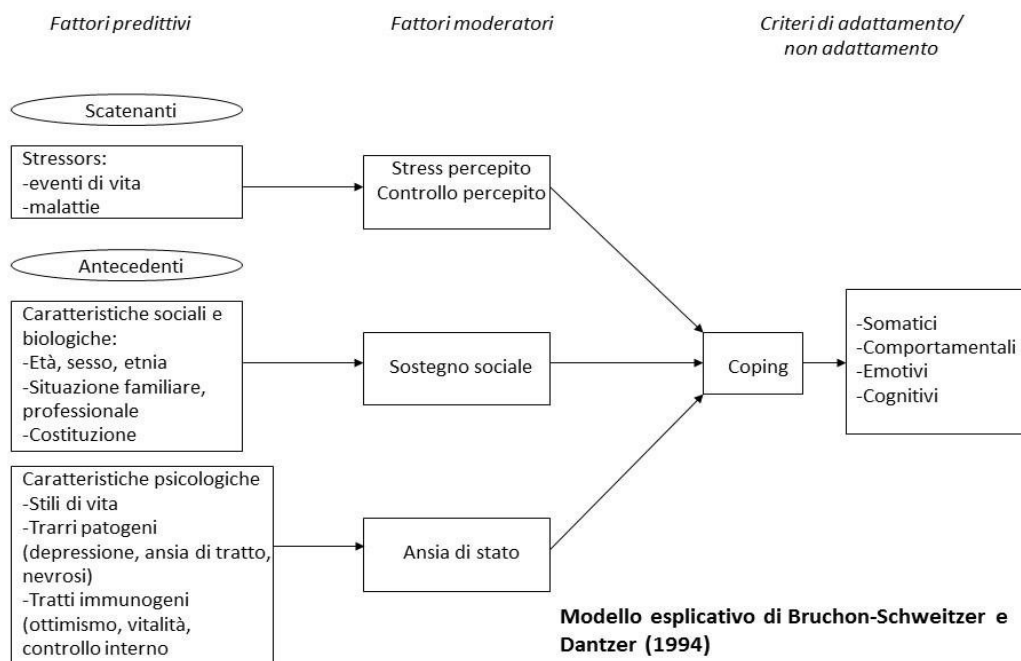 Fattori predittivi
Fattori moderatori
Criteri di adattamento/
non adattamento
Scatenanti
Stressors:
-eventi di vita
-malattie
Stress percepito
Controllo percepito
Antecedenti
Caratteristiche sociali e
biologiche:
-Età, sesso, etnia
-Situazione familiare,
professionale
-Costituzione
Sostegno sociale
Coping
-Somatici
-Comportamentali
-Emotivi
-Cognitivi
Caratteristiche psicologiche
-Stili di vita
-Trarri patogeni
(depressione, ansia di tratto,
nevrosi)
-Tratti immunogeni
(ottimismo, vitalità,
controllo interno
Ansia di stato
Modello esplicativo di Bruchon-Schweitzer e
Dantzer (1994)